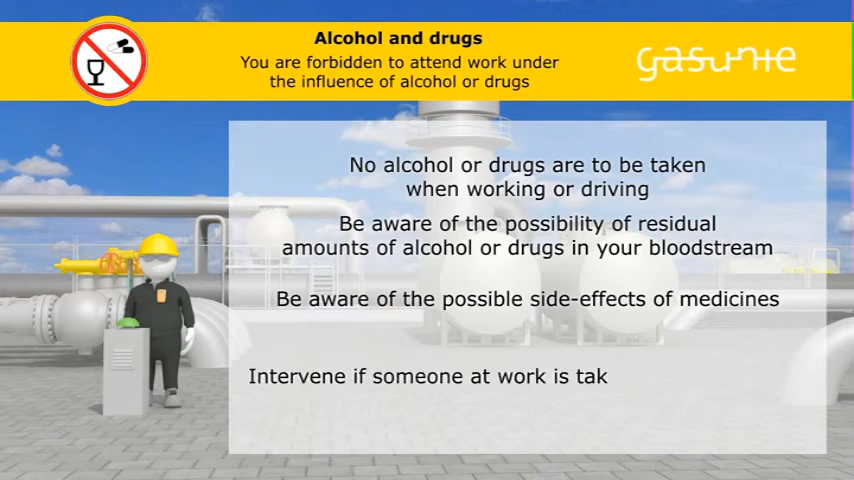 Alcohol and drugs
You are forbidden to attend work under
the influence of alcohol or drugs
gasunie
No alcohol or drugs are to be taken
when working or driving
Be aware of the possibility of residual
amounts of alcohol or drugs in your bloodstream
Be aware of the possible side-effects of medicines
Intervene if someone at work is tak